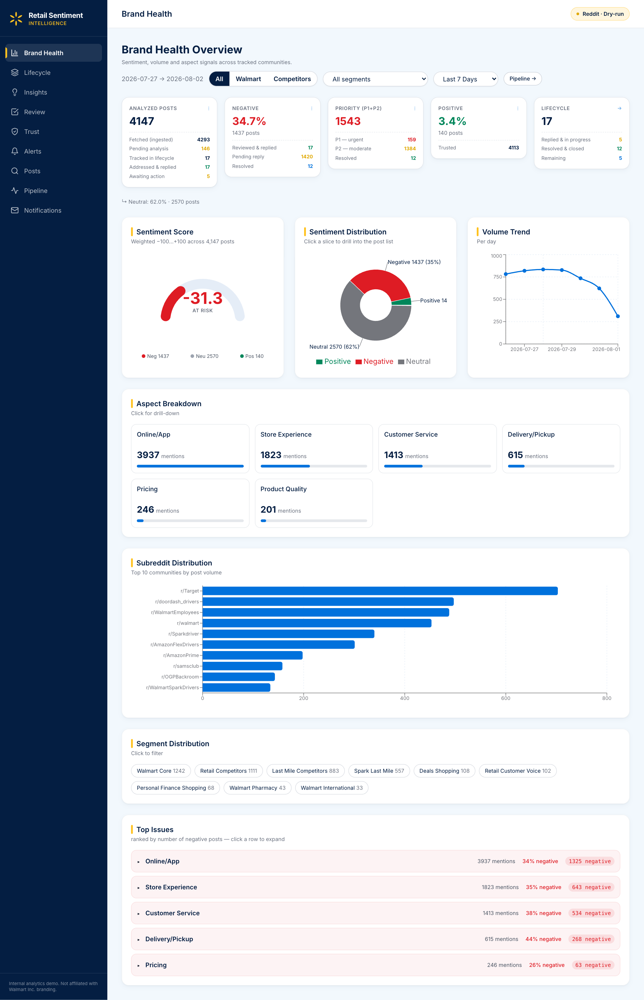 Retail Sentiment
INTELLIGENCE
Brand Health
Lifecycle
Insights
Review
Trust
Alerts
Posts
Pipeline
Notifications
Internal analytics demo. Not affiliated with
Walmart Inc. branding.
Brand Health
Reddit · Dry-run
Brand Health Overview
Sentiment, volume and aspect signals across tracked communities.
2026-07-27 → 2026-08-02 All Walmart Competitors All segments Last 7 Days Pipeline →
ANALYZED POSTS ⋮
4147
Fetched (ingested) 4293
Pending analysis 146
Tracked in lifecycle 17
Addressed & replied 17
Awaiting action 5
NEGATIVE ⋮
34.7%
1437 posts
Reviewed & replied 17
Pending reply 1420
Resolved 12
PRIORITY (P1+P2) ⋮
1543
P1 — urgent 159
P2 — moderate 1384
Resolved 12
POSITIVE ⋮
3.4%
140 posts
Trusted 4113
LIFECYCLE →
17
Replied & in progress 5
Resolved & closed 12
Remaining 5
↳ Neutral: 62.0% · 2570 posts
Sentiment Score
Weighted −100…+100 across 4,147 posts
-31.3
AT RISK
Neg 1437 Neu 2570 Pos 140
Sentiment Distribution
Click a slice to drill into the post list
Negative 1437 (35%)
Positive 14
Neutral 2570 (62%)
Positive Negative Neutral
Volume Trend
Per day
1000
750
500
250
0
2026-07-27 2026-07-29 2026-08-01
Aspect Breakdown
Click for drill-down
Online/App
3937 mentions
Store Experience
1823 mentions
Customer Service
1413 mentions
Delivery/Pickup
615 mentions
Pricing
246 mentions
Product Quality
201 mentions
Subreddit Distribution
Top 10 communities by post volume
r/Target
r/doordash_drivers
r/WalmartEmployees
r/walmart
r/Sparkdriver
r/AmazonFlexDrivers
r/AmazonPrime
r/samsclub
r/OGPBackroom
r/WalmartSparkDrivers
0 200 400 600 800
Segment Distribution
Click to filter
Walmart Core 1242 Retail Competitors 1111 Last Mile Competitors 883 Spark Last Mile 557 Deals Shopping 108 Retail Customer Voice 102
Personal Finance Shopping 68 Walmart Pharmacy 43 Walmart International 33
Top Issues
ranked by number of negative posts — click a row to expand
▸ Online/App 3937 mentions 34% negative 1325 negative
▸ Store Experience 1823 mentions 35% negative 643 negative
▸ Customer Service 1413 mentions 38% negative 534 negative
▸ Delivery/Pickup 615 mentions 44% negative 268 negative
▸ Pricing 246 mentions 26% negative 63 negative